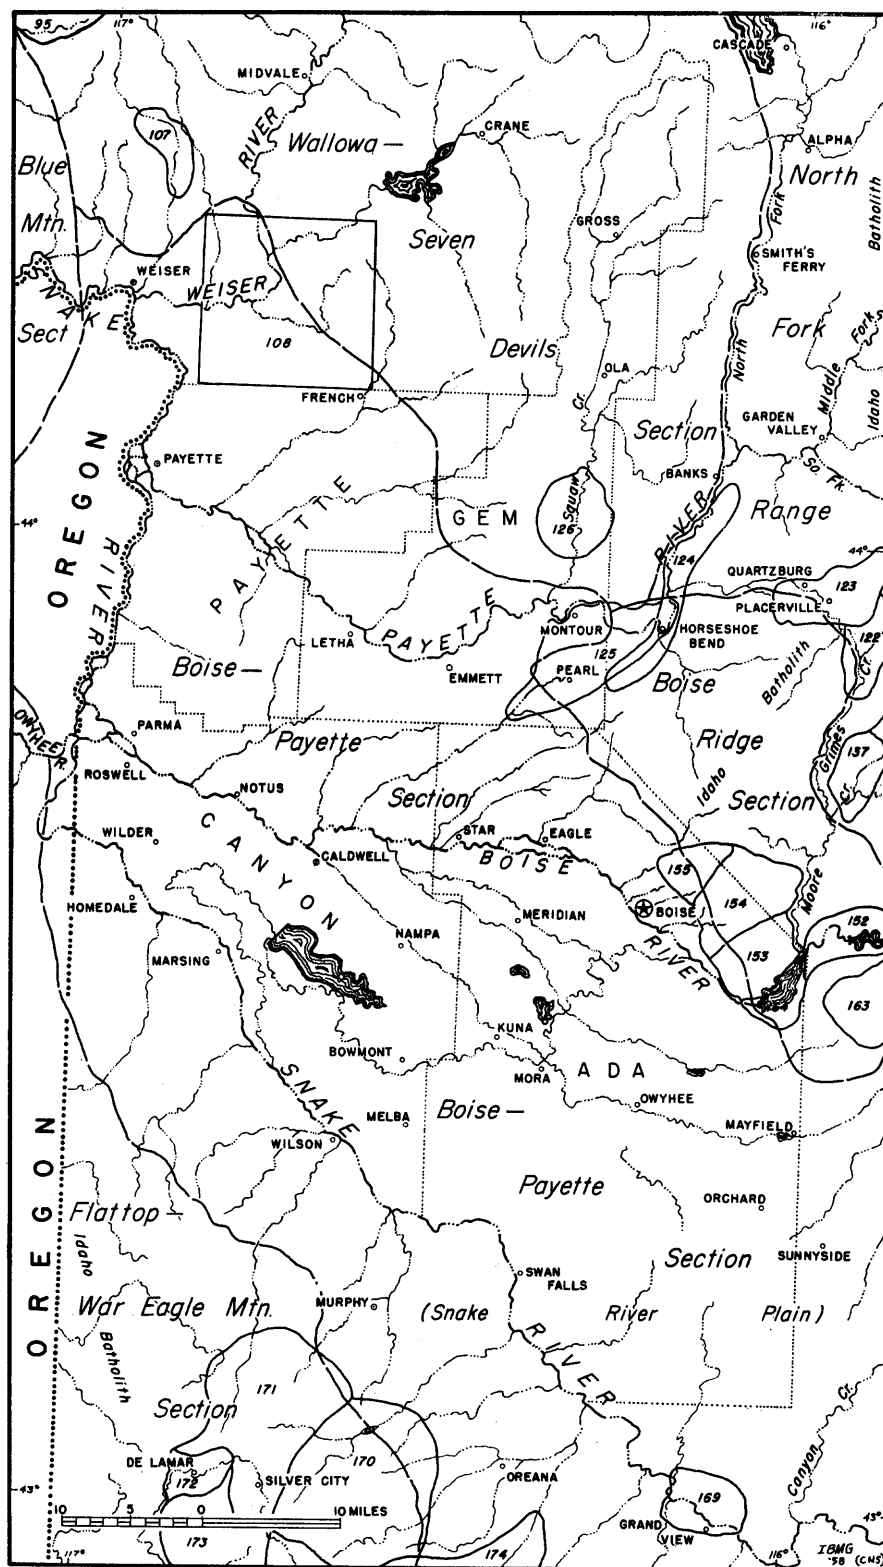 95
117°
116°
CASCADE
MIDVALE
RIVER
Wallowa —
CRANE
107
ALPHA
Blue
North
Fork
Batholith
Mtn.
Seven
GROSS
SMITH'S
FERRY
WEISER
WEISER
SNAKE
Sect
108
Devils
Fork
Forks
Middle
Idaho
North
OLA
FRENCH
Cr.
Section
GARDEN
VALLEY
So. Fk.
OREGON
PAYETTE
BANKS
PAYETTE
Squaw
GEM
126
RIVER
Range
44°
44°
RIVER
124
QUARTZBURG
123
PLACERVILLE
PAYETTE
MONTOUR
HORSESHOE
BEND
122
LETHA
125
Batholith
Cr.
Boise —
EMMETT
PEARL
Boise
OWYHEE R.
PARMA
Payette
Ridge
Grimes
137
ROSWELL
NOTUS
Section
Idaho
Section
Cr.
CANYON
WILDER
STAR
EAGLE
CALDWELL
BOISE
155
Moore
HOMEDALE
154
BOISE
MERIDIAN
152
NAMPA
RIVER
MARSING
153
163
KUNA
BOWMONT
MORA
ADA
SNAKE
OWYHEE
MELBA
Boise —
MAYFIELD
WILSON
OREGON
Payette
ORCHARD
Flattop —
Idaho
Section
SUNNYSIDE
SWAN
FALLS
War Eagle Mtn.
MURPHY
(Snake River Plain)
RIVER
Batholith
171
Section
Canyon Cr.
DE LAMAR
170
172
SILVER CITY
OREANA
43°
169
10 5 0 10 MILES
43°
GRAND
VIEW
173
174
117°
116°
IBMG
'58 (CNS)